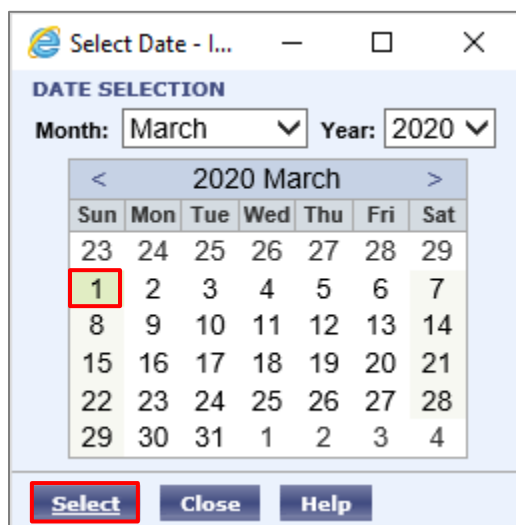 Select Date - I...
DATE SELECTION
Month: March Year: 2020
< 2020 March >
Sun Mon Tue Wed Thu Fri Sat
23 24 25 26 27 28 29
1 2 3 4 5 6 7
8 9 10 11 12 13 14
15 16 17 18 19 20 21
22 23 24 25 26 27 28
29 30 31 1 2 3 4
Select Close Help